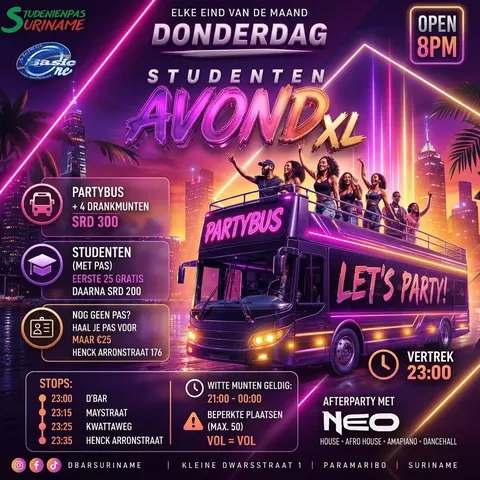 STUDENTENPAS
SURINAME
Basic One
ELKE EIND VAN DE MAAND
DONDERDAG
OPEN
8PM
STUDENTEN
AVOND XL
PARTYBUS
+ 4 DRANKMUNTEN
SRD 300
STUDENTEN
(MET PAS)
EERSTE 25 GRATIS
DAARNA SRD 200
NOG GEEN PAS?
HAAL JE PAS VOOR
MAAR €25
HENCK ARRONSTRAAT 176
PARTYBUS
LET'S PARTY!
VERTREK
23:00
STOPS:
23:00 D'BAR
23:15 MAYSTRAAT
23:25 KWATTAWEG
23:35 HENCK ARRONSTRAAT
WITTE MUNTEN GELDIG:
21:00 - 00:00
BEPERKTE PLAATSEN
(MAX. 50)
VOL = VOL
AFTERPARTY MET
NEO
HOUSE - AFRO HOUSE - AMAPIANO - DANCEHALL
DBARSURINAME | KLEINE DWARSSTRAAT 1 | PARAMARIBO | SURINAME